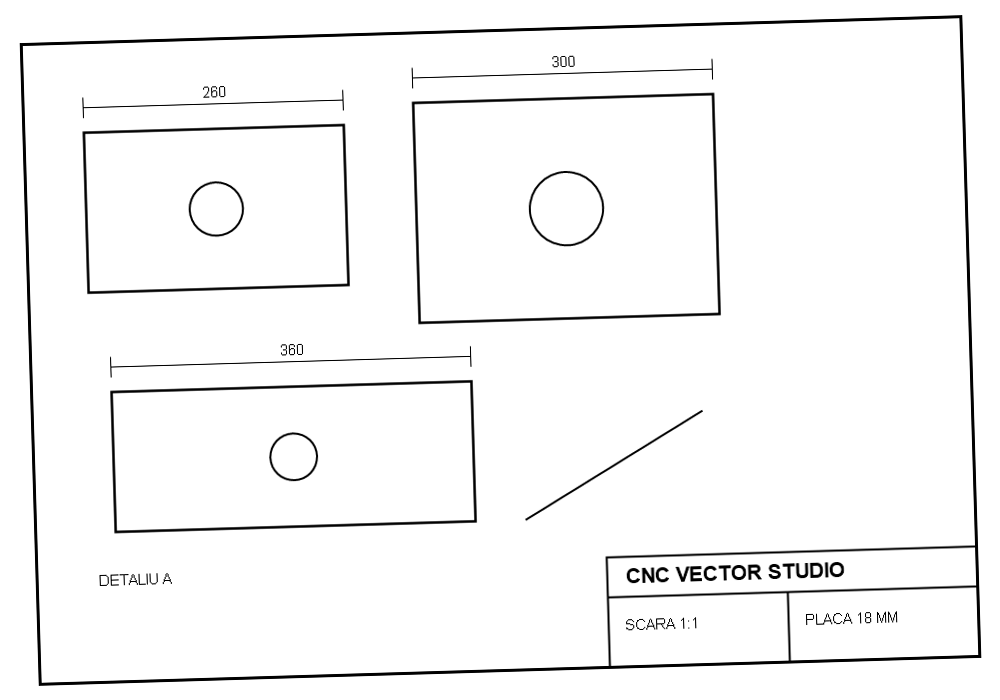 300
260
360
DETALIU A
CNC VECTOR STUDIO
SCARA 1:1
PLACA 18 MM